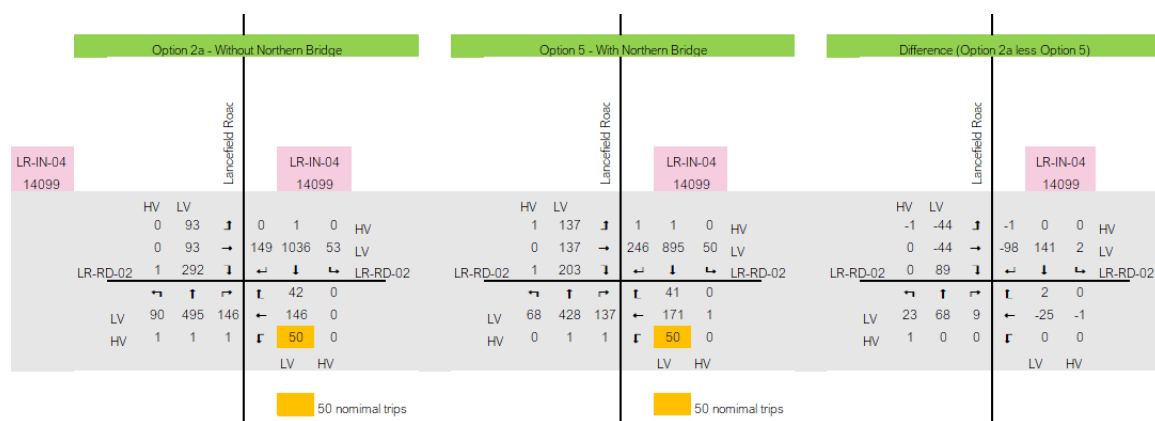 Option 2a - Without Northern Bridge Option 5 - With Northern Bridge Difference (Option 2a less Option 5)
Lancefield Roac Lancefield Roac Lancefield Roac
LR-IN-04 LR-IN-04 LR-IN-04 LR-IN-04
14099 14099 14099 14099
HV LV HV LV HV LV
0 93 0 1 0 HV 1 137 1 1 0 HV -1 -44 -1 0 0 HV
0 93 → 149 1036 53 LV 0 137 → 246 895 50 LV 0 -44 → -98 141 2 LV
LR-RD-02 1 292 ↵ ↓ ↳ LR-RD-02 LR-RD-02 1 203 ↵ ↓ ↳ LR-RD-02 LR-RD-02 0 89 ↵ ↓ ↳ LR-RD-02
↰ ↑ ↱ 42 0 ↰ ↑ ↱ 41 0 ↰ ↑ ↱ 2 0
LV 90 495 146 ← 146 0 LV 68 428 137 ← 171 1 LV 23 68 9 ← -25 -1
HV 1 1 1 50 0 HV 0 1 1 50 0 HV 1 0 0 0 0
LV HV LV HV LV HV
50 nomimal trips 50 nomimal trips